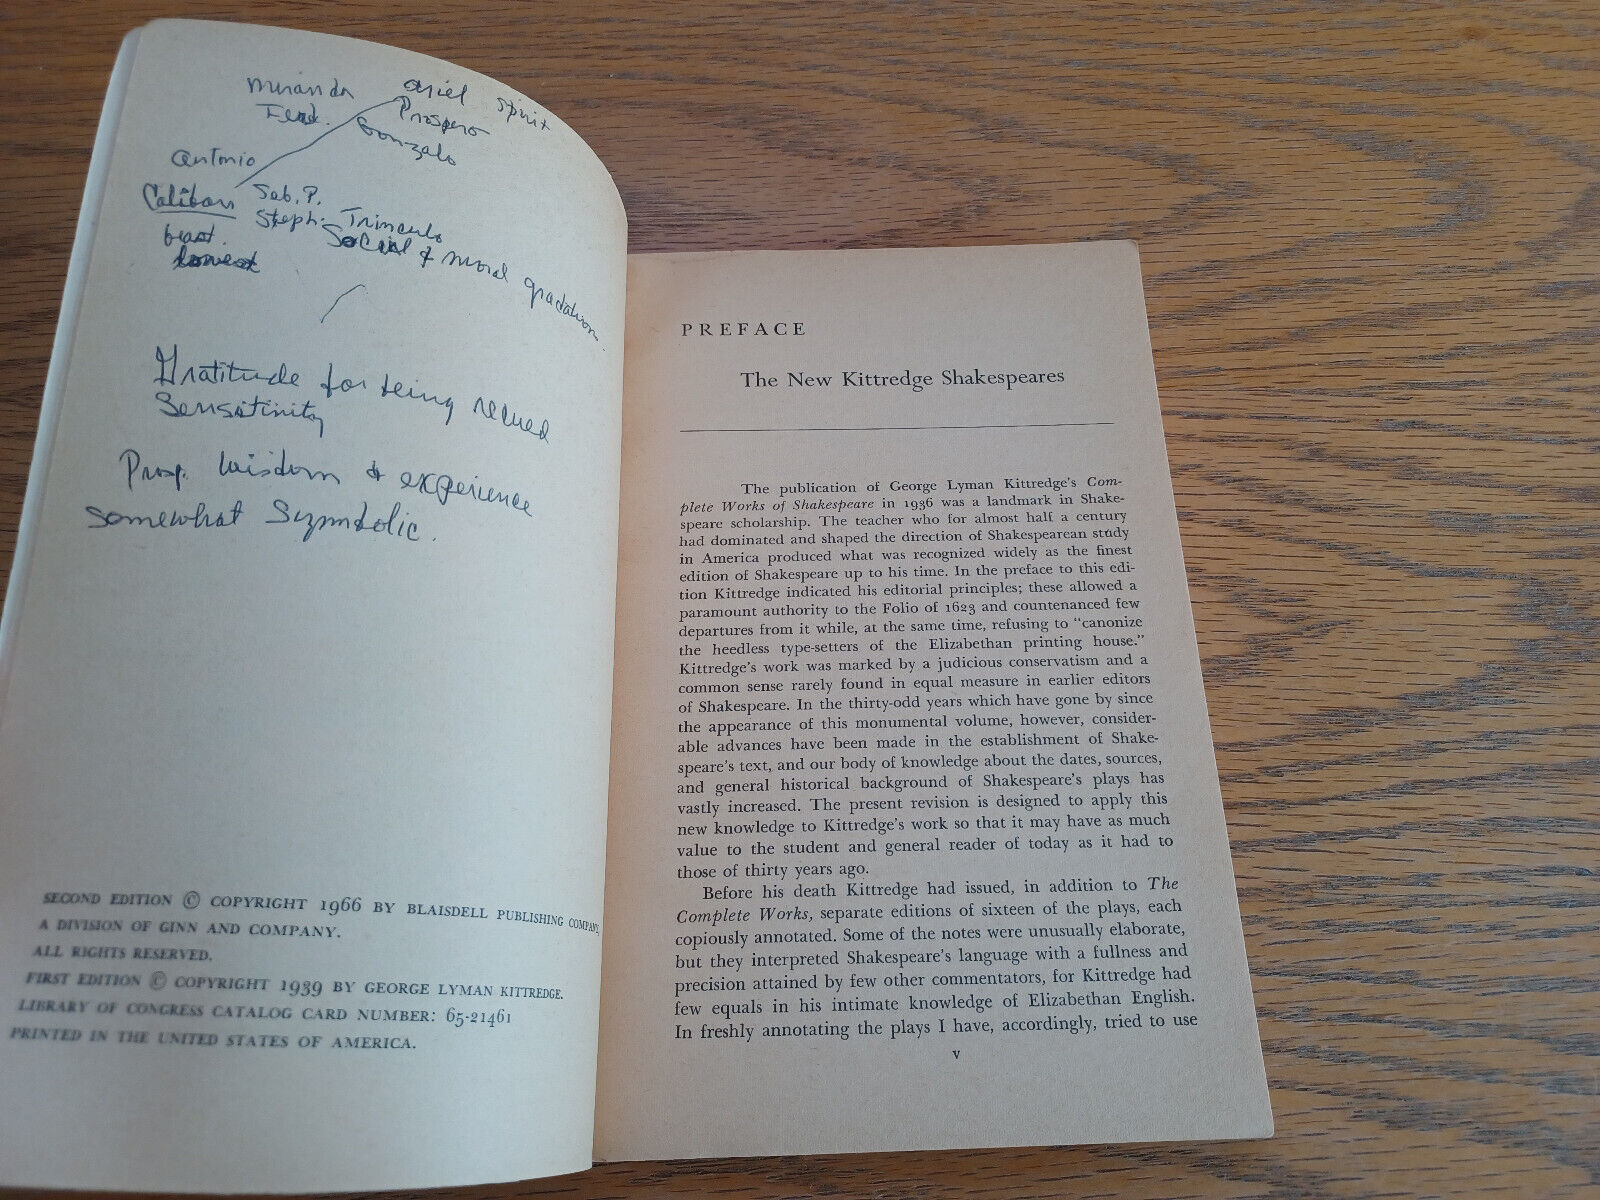 Miranda ariel spirit
Ferd. Prospero
Gonzalo
antonio
Caliban Seb. P.
Steph. Trinculo
beast. Social & moral gradation.
lowest
Gratitude for being
Sensitivity
Prosp. wisdom & experience
somewhat Symbolic.
SECOND EDITION © COPYRIGHT 1966 BY BLAISDELL PUBLISHING COMPANY,
A DIVISION OF GINN AND COMPANY.
ALL RIGHTS RESERVED.
FIRST EDITION © COPYRIGHT 1939 BY GEORGE LYMAN KITTREDGE.
LIBRARY OF CONGRESS CATALOG CARD NUMBER: 65-21461
PRINTED IN THE UNITED STATES OF AMERICA.
PREFACE
The New Kittredge Shakespeares
The publication of George Lyman Kittredge's Com-
plete Works of Shakespeare in 1936 was a landmark in Shake-
speare scholarship. The teacher who for almost half a century
had dominated and shaped the direction of Shakespearean study
in America produced what was recognized widely as the finest
edition of Shakespeare up to his time. In the preface to this edi-
tion Kittredge indicated his editorial principles; these allowed a
paramount authority to the Folio of 1623 and countenanced few
departures from it while, at the same time, refusing to "canonize
the heedless type-setters of the Elizabethan printing house."
Kittredge's work was marked by a judicious conservatism and a
common sense rarely found in equal measure in earlier editors
of Shakespeare. In the thirty-odd years which have gone by since
the appearance of this monumental volume, however, consider-
able advances have been made in the establishment of Shake-
speare's text, and our body of knowledge about the dates, sources,
and general historical background of Shakespeare's plays has
vastly increased. The present revision is designed to apply this
new knowledge to Kittredge's work so that it may have as much
value to the student and general reader of today as it had to
those of thirty years ago.
Before his death Kittredge had issued, in addition to The
Complete Works, separate editions of sixteen of the plays, each
copiously annotated. Some of the notes were unusually elaborate,
but they interpreted Shakespeare's language with a fullness and
precision attained by few other commentators, for Kittredge had
few equals in his intimate knowledge of Elizabethan English.
In freshly annotating the plays I have, accordingly, tried to use
v